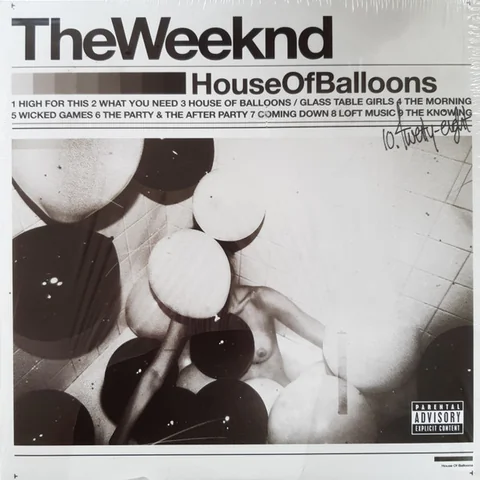 TheWeeknd
HouseOfBalloons
1 HIGH FOR THIS 2 WHAT YOU NEED 3 HOUSE OF BALLOONS / GLASS TABLE GIRLS 4 THE MORNING
5 WICKED GAMES 6 THE PARTY & THE AFTER PARTY 7 COMING DOWN 8 LOFT MUSIC 9 THE KNOWING
10. twenty-eight
PARENTAL
ADVISORY
EXPLICIT CONTENT
House Of Balloons